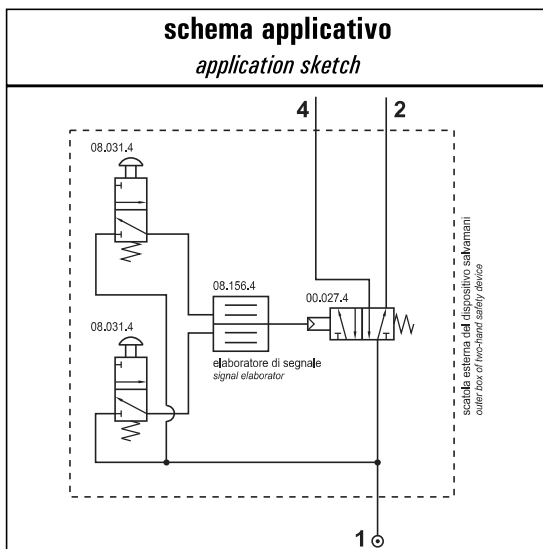 schema applicativo
application sketch
4 2
08.031.4
08.156.4
00.027.4
08.031.4
elaboratore di segnale
signal elaborator
scatola esterna del dispositivo salvamani
outer box of two-hand safety device
1